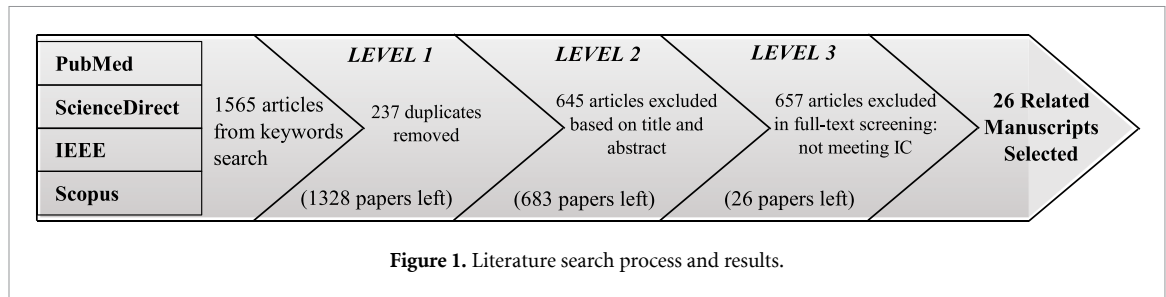 PubMed
ScienceDirect
IEEE
Scopus
1565 articles
from keywords
search
LEVEL 1
237 duplicates
removed
(1328 papers left)
LEVEL 2
645 articles excluded
based on title and
abstract
(683 papers left)
LEVEL 3
657 articles excluded
in full-text screening:
not meeting IC
(26 papers left)
26 Related
Manuscripts
Selected
Figure 1. Literature search process and results.